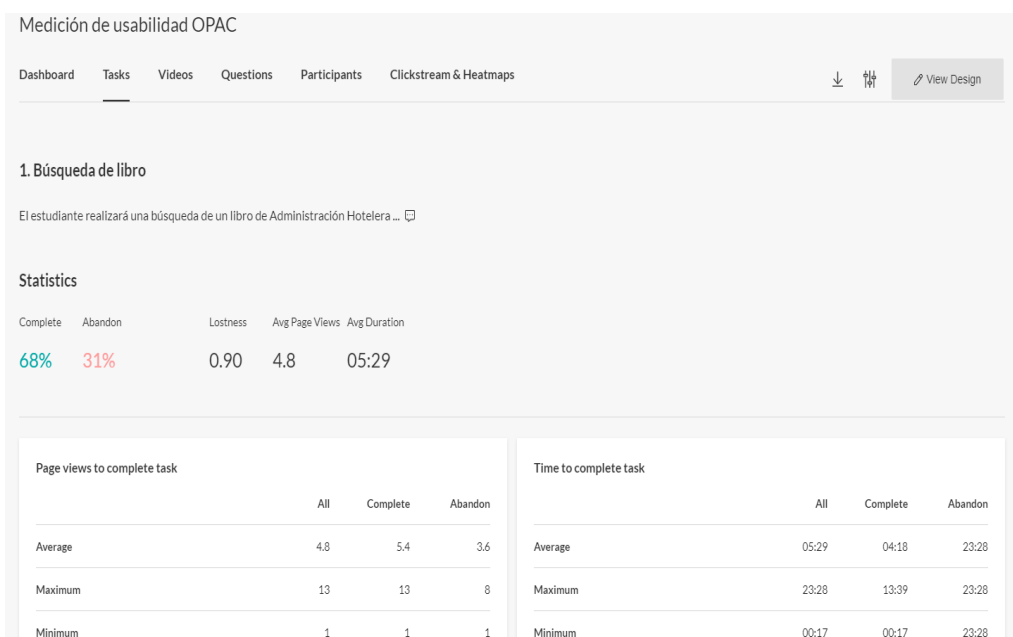 Medición de usabilidad OPAC
Dashboard Tasks Videos Questions Participants Clickstream & Heatmaps View Design
1. Búsqueda de libro
El estudiante realizará una búsqueda de un libro de Administración Hotelera ...
Statistics
Complete Abandon Lostness Avg Page Views Avg Duration
68% 31% 0.90 4.8 05:29
Page views to complete task
All Complete Abandon
Average 4.8 5.4 3.6
Maximum 13 13 8
Minimum 1 1 1
Time to complete task
All Complete Abandon
Average 05:29 04:18 23:28
Maximum 23:28 13:39 23:28
Minimum 00:17 00:17 23:28